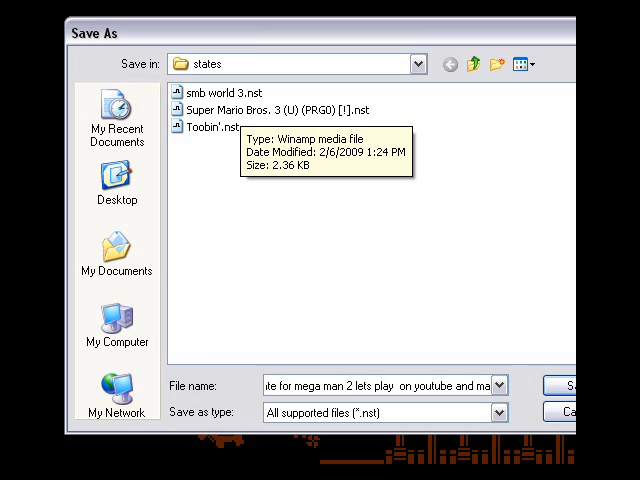 Save As
Save in: states
smb world 3.nst
Super Mario Bros. 3 (U) (PRG0) [!].nst
Toobin'.nst
Type: Winamp media file
Date Modified: 2/6/2009 1:24 PM
Size: 2.36 KB
My Recent
Documents
Desktop
My Documents
My Computer
My Network
File name: ite for mega man 2 lets play on youtube and ma
Save as type: All supported files (*.nst)